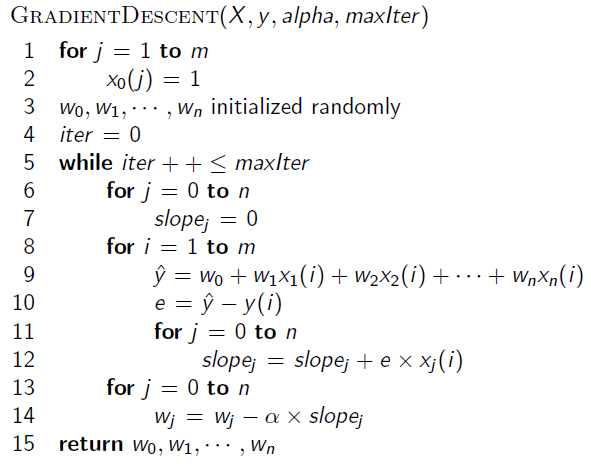 GRADIENTDESCENT(X, y, alpha, maxIter)
1 for j = 1 to m
2 x₀(j) = 1
3 w₀, w₁, ⋯ , wₙ initialized randomly
4 iter = 0
5 while iter + + ≤ maxIter
6 for j = 0 to n
7 slopeⱼ = 0
8 for i = 1 to m
9 ŷ = w₀ + w₁x₁(i) + w₂x₂(i) + ⋯ + wₙxₙ(i)
10 e = ŷ − y(i)
11 for j = 0 to n
12 slopeⱼ = slopeⱼ + e × xⱼ(i)
13 for j = 0 to n
14 wⱼ = wⱼ − α × slopeⱼ
15 return w₀, w₁, ⋯ , wₙ